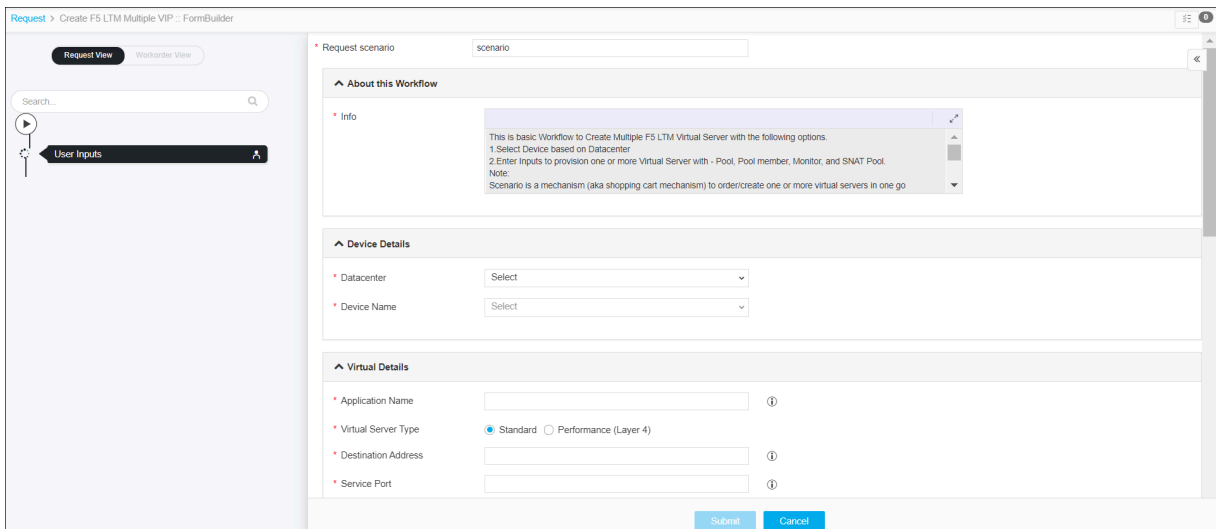 Request > Create F5 LTM Multiple VIP :: FormBuilder
0
Request View
Workorder View
Search...
User Inputs
* Request scenario
scenario
About this Workflow
* Info
This is basic Workflow to Create Multiple F5 LTM Virtual Server with the following options.
1.Select Device based on Datacenter
2.Enter Inputs to provision one or more Virtual Server with - Pool, Pool member, Monitor, and SNAT Pool.
Note:
Scenario is a mechanism (aka shopping cart mechanism) to order/create one or more virtual servers in one go
Device Details
* Datacenter
Select
* Device Name
Select
Virtual Details
* Application Name
* Virtual Server Type
Standard
Performance (Layer 4)
* Destination Address
* Service Port
Submit
Cancel